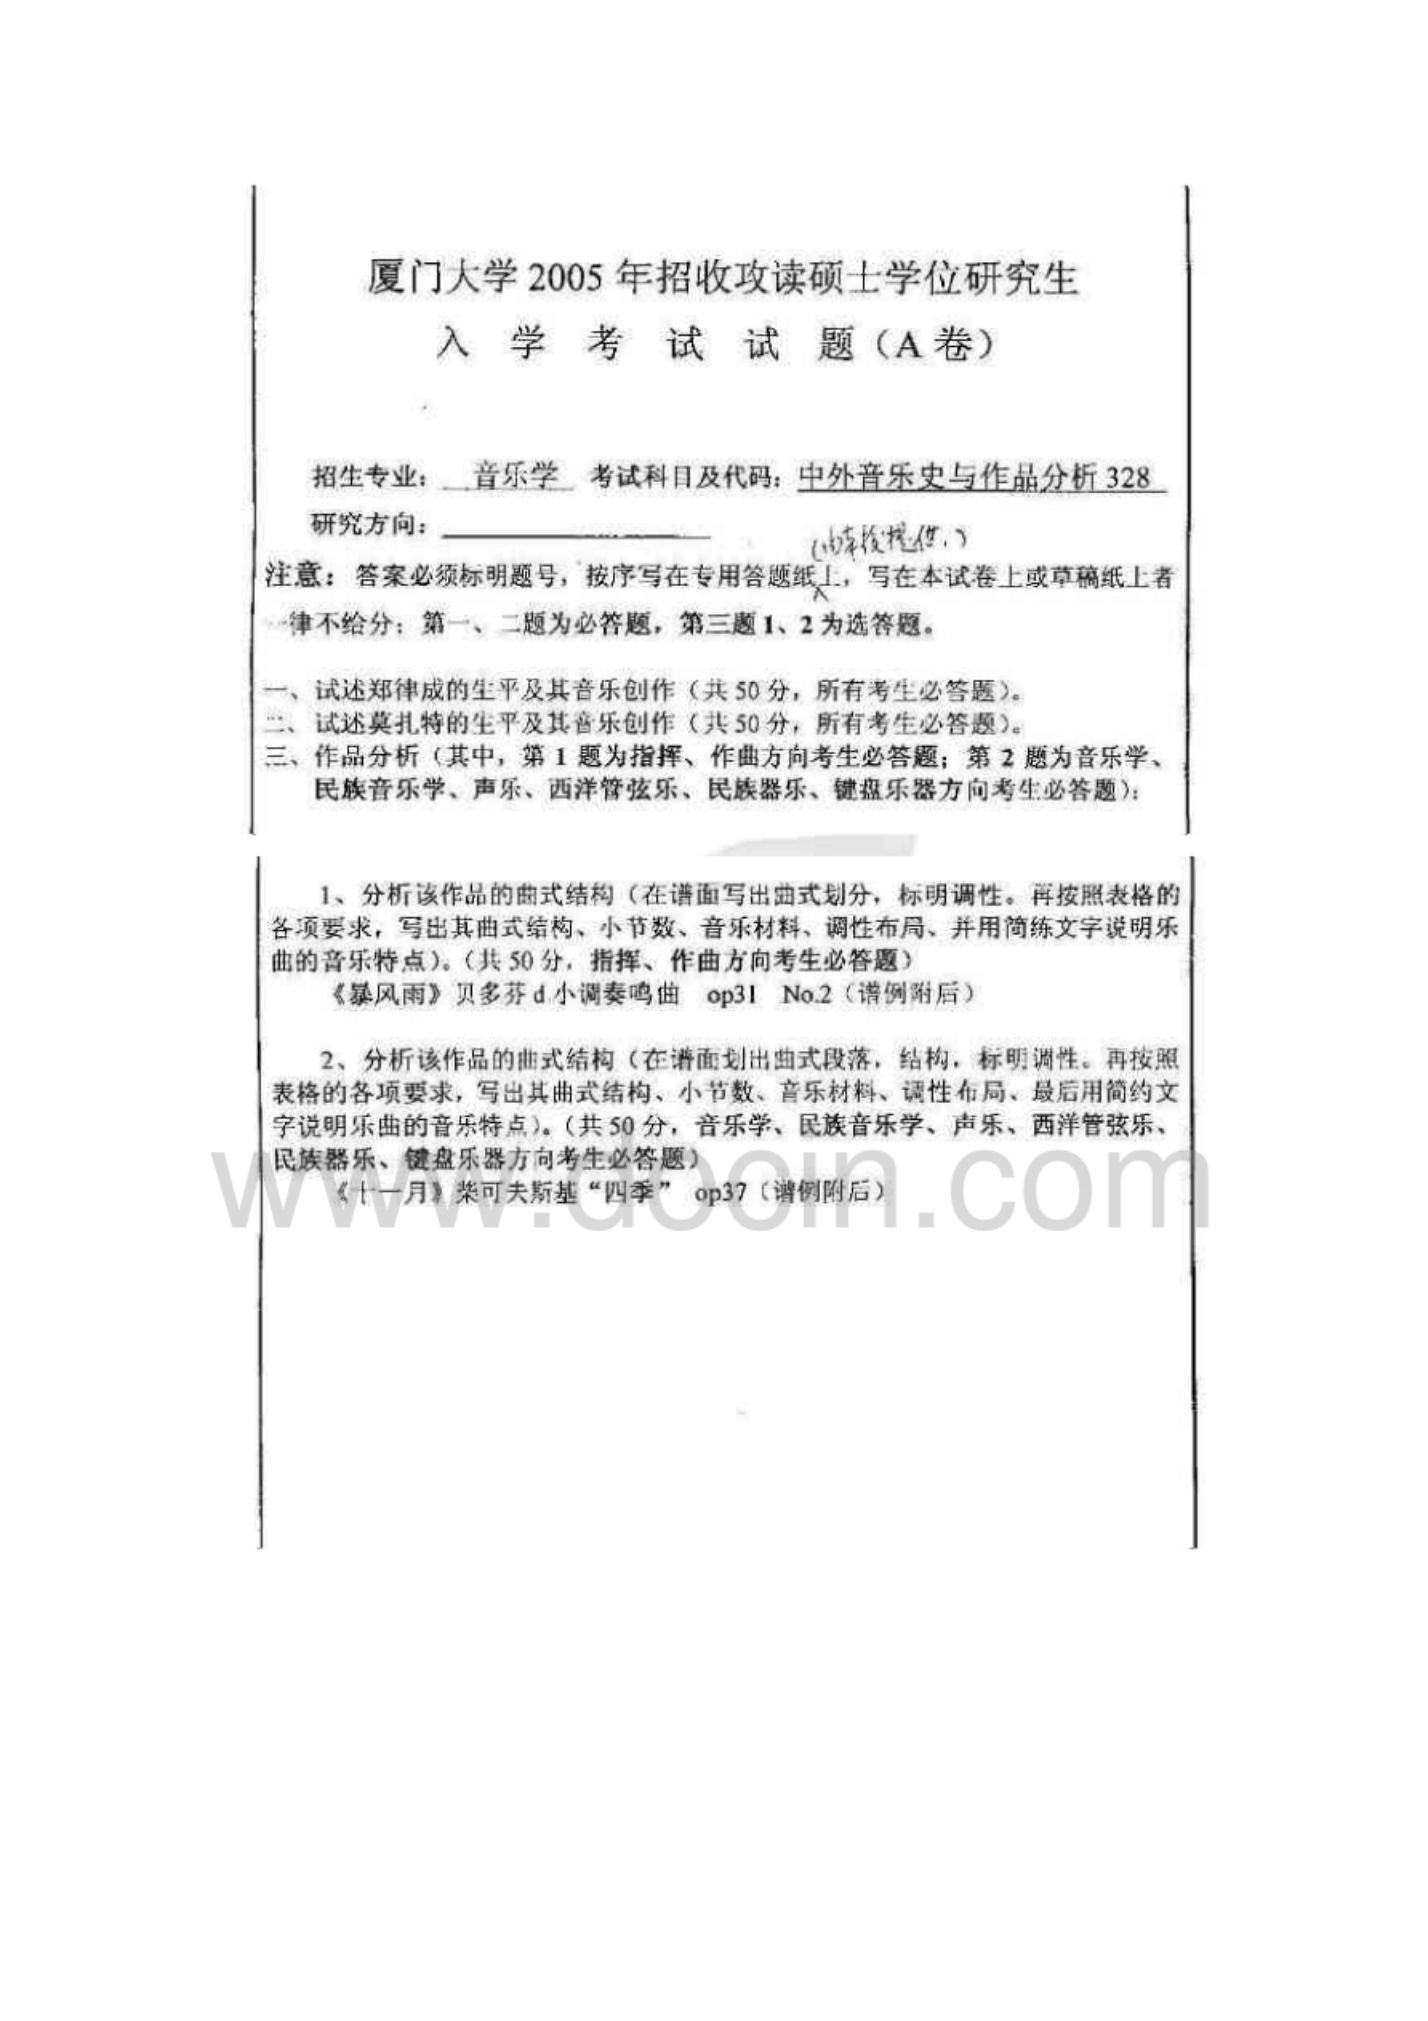 厦门大学2005年招收攻读硕士学位研究生
入 学 考 试 试 题（A卷）
招生专业： 音乐学 考试科目及代码：中外音乐史与作品分析328
研究方向：
（由本校提供.）
注意：答案必须标明题号，按序写在专用答题纸上，写在本试卷上或草稿纸上者
一律不给分；第一、二题为必答题，第三题1、2为选答题。
一、试述郑律成的生平及其音乐创作（共50分，所有考生必答题）。
二、试述莫扎特的生平及其音乐创作（共50分，所有考生必答题）。
三、作品分析（其中，第1题为指挥、作曲方向考生必答题；第2题为音乐学、
民族音乐学、声乐、西洋管弦乐、民族器乐、键盘乐器方向考生必答题）：
1、分析该作品的曲式结构（在谱面写出曲式划分，标明调性。再按照表格的
各项要求，写出其曲式结构、小节数、音乐材料、调性布局、并用简练文字说明乐
曲的音乐特点）。（共50分，指挥、作曲方向考生必答题）
《暴风雨》贝多芬d小调奏鸣曲 op31 No.2（谱例附后）
2、分析该作品的曲式结构（在谱面划出曲式段落，结构，标明调性。再按照
表格的各项要求，写出其曲式结构、小节数、音乐材料、调性布局、最后用简约文
字说明乐曲的音乐特点）。（共50分，音乐学、民族音乐学、声乐、西洋管弦乐、
民族器乐、键盘乐器方向考生必答题）
《十一月》柴可夫斯基“四季” op37（谱例附后）
www.docin.com